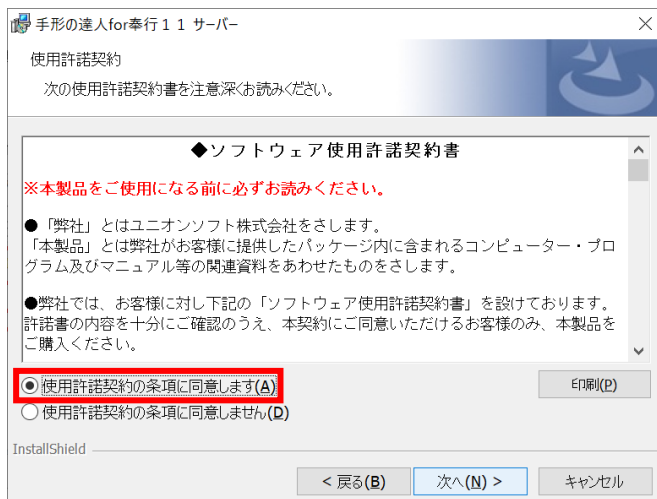 手形の達人for奉行11 サーバー
使用許諾契約
次の使用許諾契約書を注意深くお読みください。
◆ソフトウェア使用許諾契約書
※本製品をご使用になる前に必ずお読みください。
●「弊社」とはユニオンソフト株式会社をさします。
「本製品」とは弊社がお客様に提供したパッケージ内に含まれるコンピューター・プロ
グラム及びマニュアル等の関連資料をあわせたものをさします。
●弊社では、お客様に対し下記の「ソフトウェア使用許諾契約書」を設けております。
許諾書の内容を十分にご確認のうえ、本契約にご同意いただけるお客様のみ、本製品を
ご購入ください。
使用許諾契約の条項に同意します(A)
印刷(P)
使用許諾契約の条項に同意しません(D)
InstallShield
< 戻る(B)
次へ(N) >
キャンセル